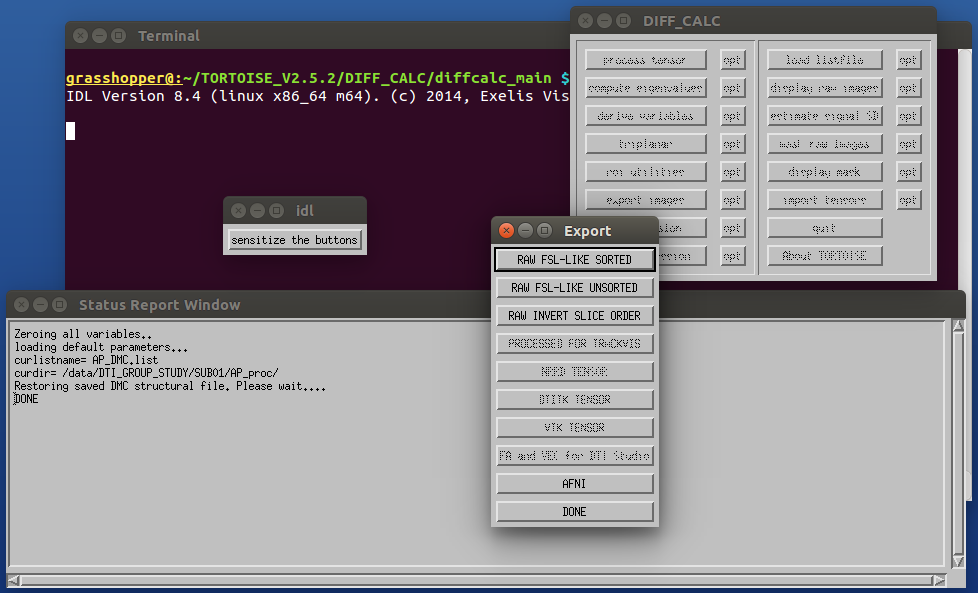 Terminal
grasshopper@:~/TORTOISE_V2.5.2/DIFF_CALC/diffcalc_main $
IDL Version 8.4 (linux x86_64 m64). (c) 2014, Exelis Vis
DIFF_CALC
process tensor opt load listfile opt
compute eigenvalues opt display raw images opt
derive variables opt estimate signal SD opt
triplanar opt mask raw images opt
roi utilities opt display mask opt
export images opt import tensors opt
opt quit
opt About TORTOISE
idl
sensitize the buttons
Export
RAW FSL-LIKE SORTED
RAW FSL-LIKE UNSORTED
RAW INVERT SLICE ORDER
PROCESSED FOR TRACKVIS
NRRD TENSOR
DTITK TENSOR
VTK TENSOR
FA and VEC for DTI Studio
AFNI
DONE
Status Report Window
Zeroing all variables..
loading default parameters...
curlistname= AP_DMC.list
curdir= /data/DTI_GROUP_STUDY/SUB01/AP_proc/
Restoring saved DMC structural file. Please wait....
DONE